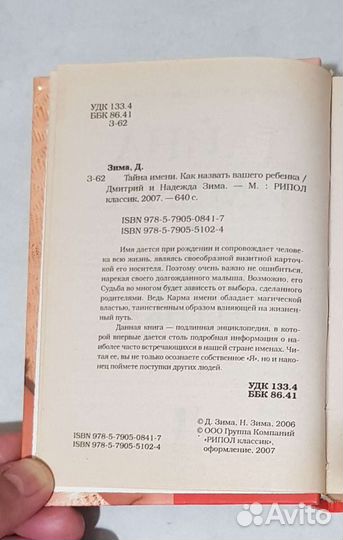 УДК 133.4
ББК 86.41
З-62
Зима, Д.
З-62 Тайна имени. Как назвать вашего ребенка /
Дмитрий и Надежда Зима. — М. : РИПОЛ
классик, 2007. — 640 с.
ISBN 978-5-7905-0841-7
ISBN 978-5-7905-5102-4
Имя дается при рождении и сопровождает челове-
ка всю жизнь, являясь своеобразной визитной карточ-
кой его носителя. Поэтому очень важно не ошибиться,
нарекая своего долгожданного малыша. Возможно, его
Судьба во многом будет зависеть от выбора, сделанного
родителями. Ведь Карма имени обладает магической
властью, таинственным образом влияющей на жизнен-
ный путь.
Данная книга — подлинная энциклопедия, в кото-
рой впервые дается столь подробная информация о на-
иболее часто встречающихся в нашей стране именах. Чи-
тая ее, вы не только осознаете собственное «Я», но и нако-
нец поймете поступки других людей.
УДК 133.4
ББК 86.41
© Д. Зима, Н. Зима, 2006
© ООО Группа Компаний
«РИПОЛ классик»,
оформление, 2007
ISBN 978-5-7905-0841-7
ISBN 978-5-7905-5102-4
Avito